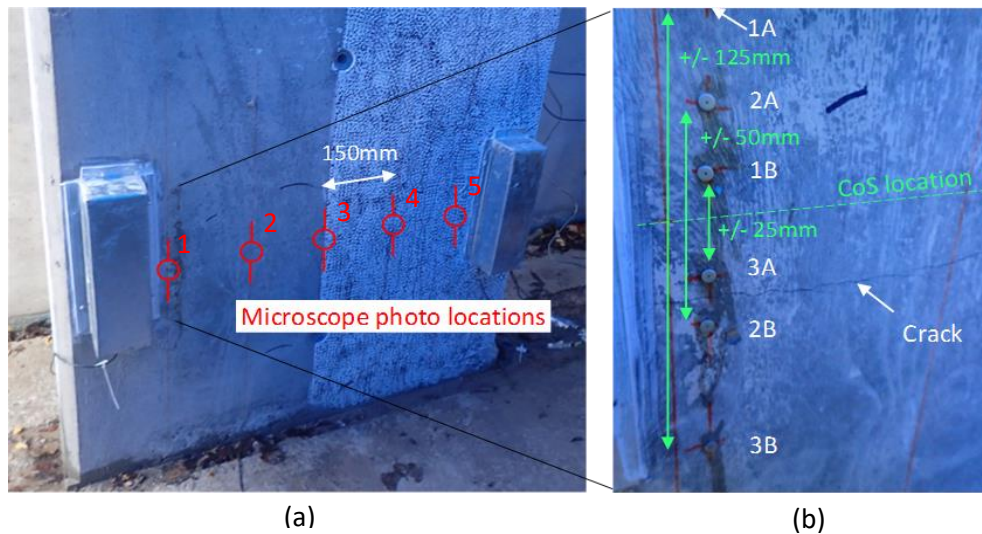 1
2
3
4
5
150mm
Microscope photo locations
(a)
1A
+/- 125mm
2A
+/- 50mm
1B
CoS location
+/- 25mm
3A
2B
Crack
3B
(b)